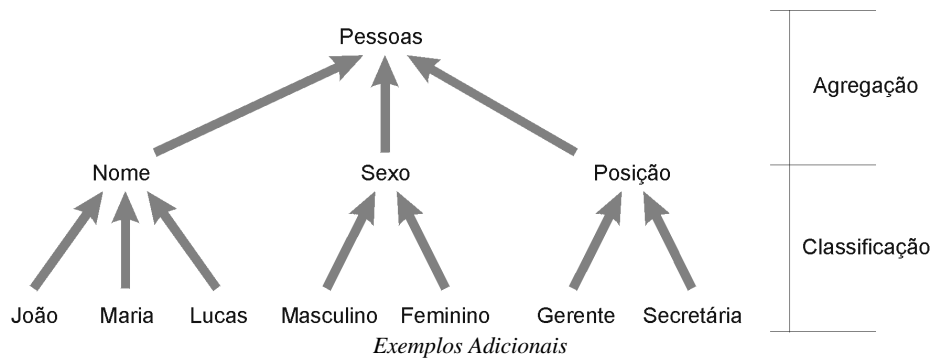 Pessoas
Agregação
Nome Sexo Posição
Classificação
João Maria Lucas Masculino Feminino Gerente Secretária
Exemplos Adicionais